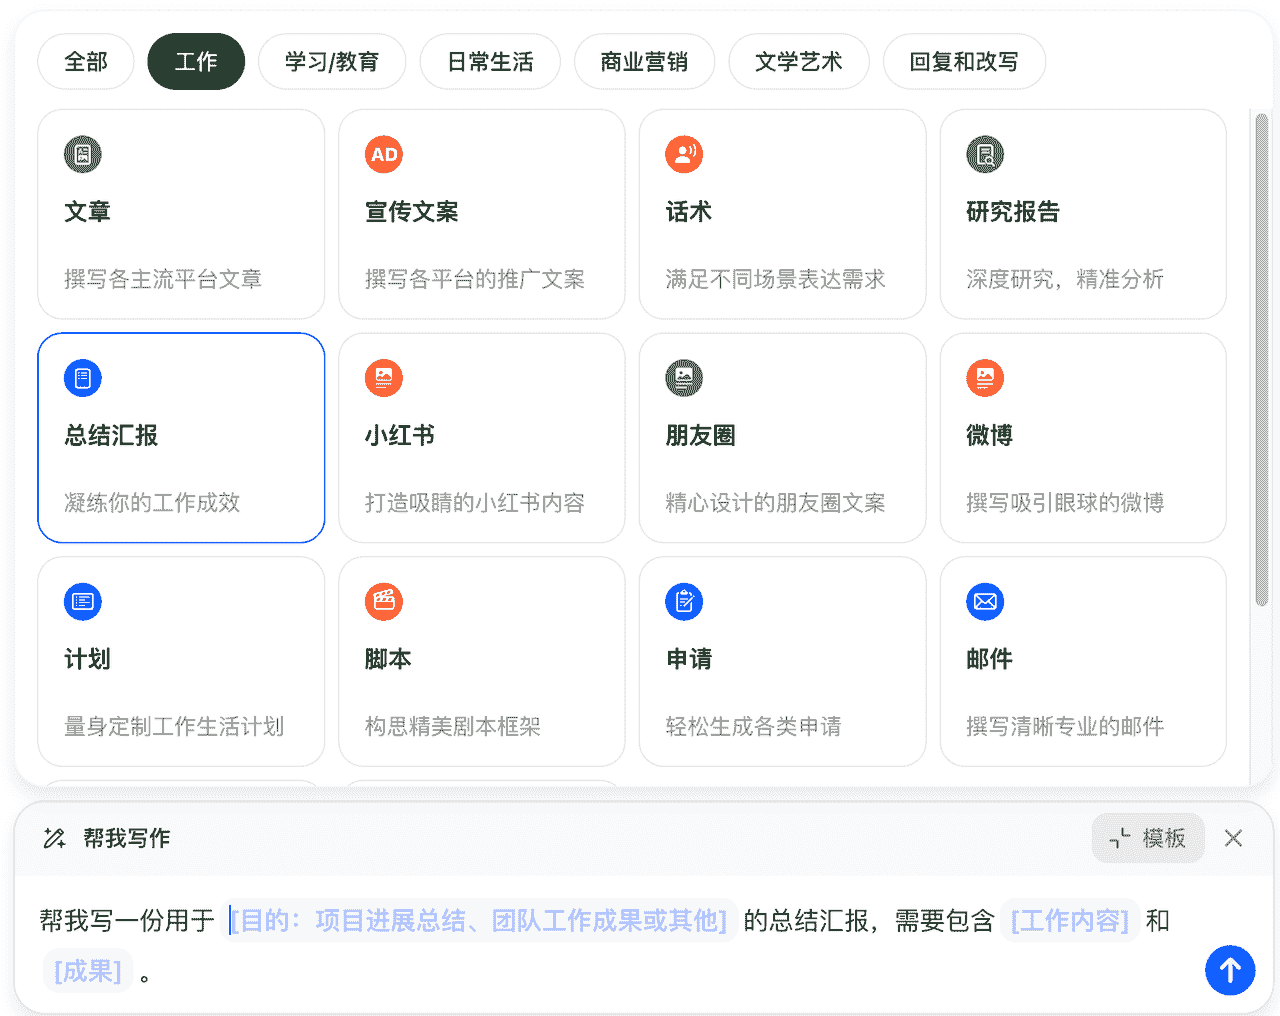 全部 工作 学习/教育 日常生活 商业营销 文学艺术 回复和改写
AD
文章 宣传文案 话术 研究报告
撰写各主流平台文章 撰写各平台的推广文案 满足不同场景表达需求 深度研究，精准分析
总结汇报 小红书 朋友圈 微博
凝练你的工作成效 打造吸睛的小红书内容 精心设计的朋友圈文案 撰写吸引眼球的微博
计划 脚本 申请 邮件
量身定制工作生活计划 构思精美剧本框架 轻松生成各类申请 撰写清晰专业的邮件
帮我写作 模板
帮我写一份用于 [目的：项目进展总结、团队工作成果或其他] 的总结汇报，需要包含 [工作内容] 和
[成果] 。